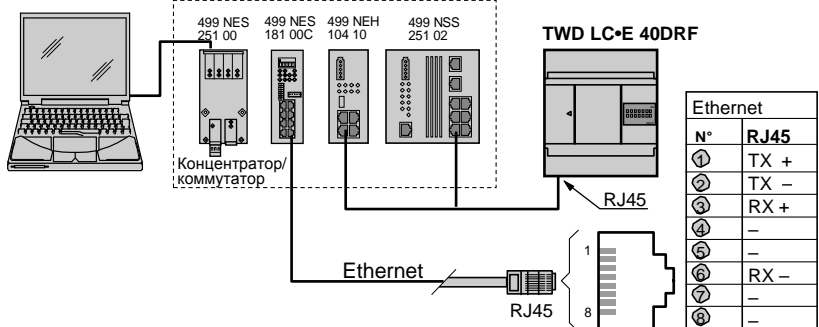 499 NES 499 NES 499 NEH 499 NSS
251 00 181 00C 104 10 251 02
TWD LC•E 40DRF
Концентратор/
коммутатор
RJ45
Ethernet
RJ45
1
8
Ethernet
N° RJ45
1 TX +
2 TX –
3 RX +
4 –
5 –
6 RX –
7 –
8 –